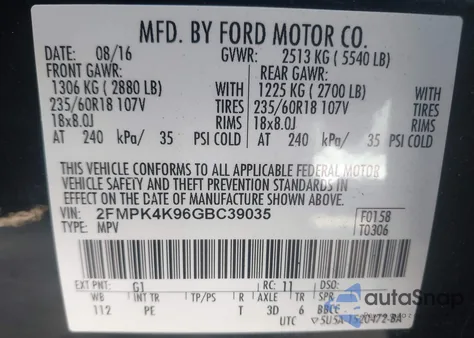 MFD. BY FORD MOTOR CO.
DATE: 08/16 GVWR: 2513 KG ( 5540 LB)
FRONT GAWR: REAR GAWR:
1306 KG ( 2880 LB) WITH 1225 KG ( 2700 LB) WITH
235/60R18 107V TIRES 235/60R18 107V TIRES
18x8.0J RIMS 18x8.0J RIMS
AT 240 kPa/ 35 PSI COLD AT 240 kPa/ 35 PSI COLD
THIS VEHICLE CONFORMS TO ALL APPLICABLE FEDERAL MOTOR
VEHICLE SAFETY AND THEFT PREVENTION STANDARDS IN
EFFECT ON THE DATE OF MANUFACTURE SHOWN ABOVE.
VIN: 2FMPK4K96GBC39035 F0158
TYPE: MPV T0306
EXT PNT: G1 RC: 11 DSO:
WB INT TR TP/PS R AXLE TR SPR
112 PE T 3D 6 BBCE
UTC
autoSnap